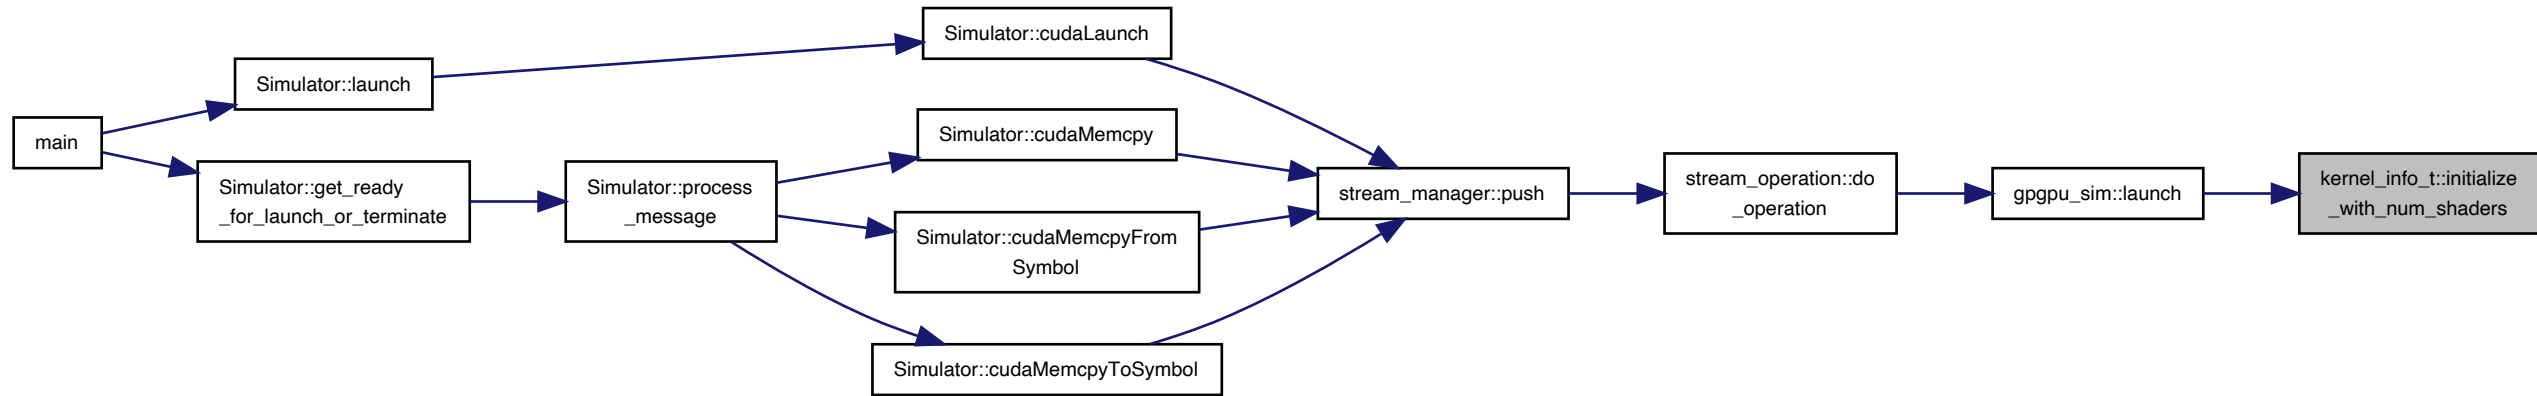 main
Simulator::launch
Simulator::get_ready
_for_launch_or_terminate
Simulator::process
_message
Simulator::cudaLaunch
Simulator::cudaMemcpy
Simulator::cudaMemcpyFrom
Symbol
Simulator::cudaMemcpyToSymbol
stream_manager::push
stream_operation::do
_operation
gpgpu_sim::launch
kernel_info_t::initialize
_with_num_shaders